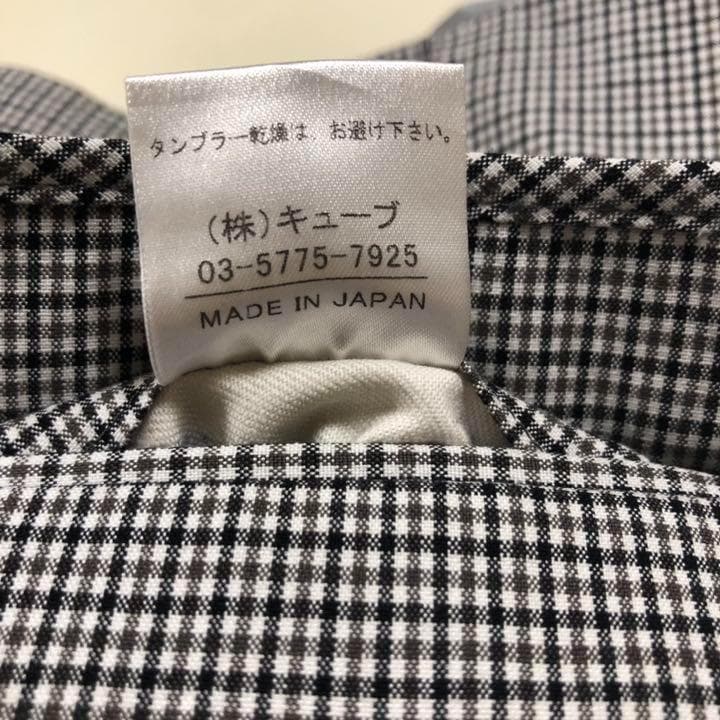 タンブラー乾燥は、お避け下さい。
(株)キューブ
03-5775-7925
MADE IN JAPAN